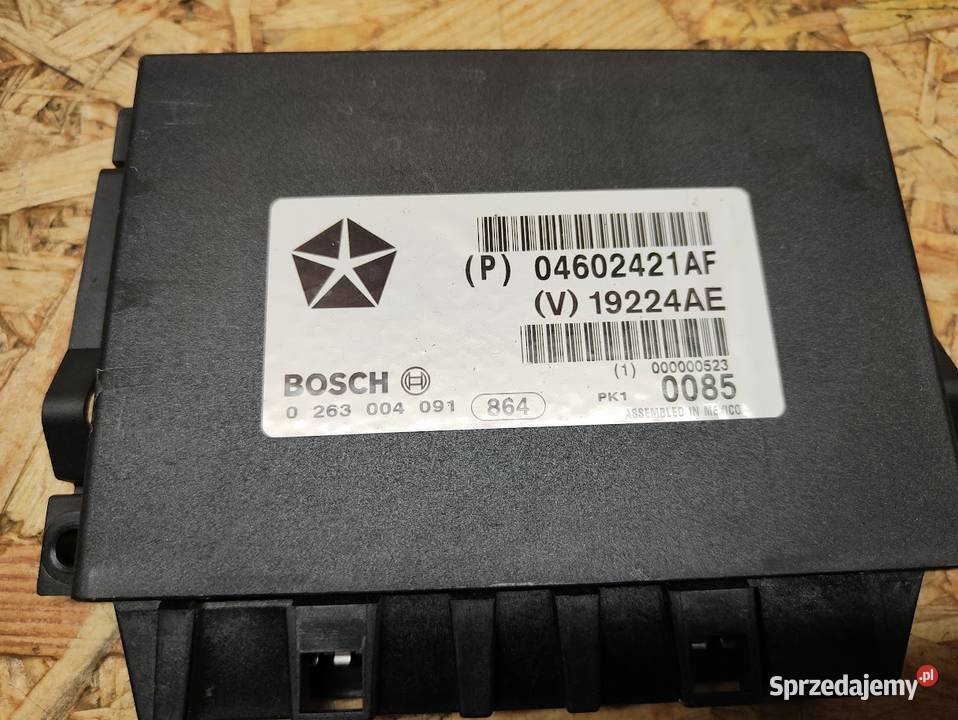 (P) 04602421AF
(V) 19224AE
(1) 000000523
BOSCH
0 263 004 091 864 PK1 0085
ASSEMBLED IN MEXICO
Sprzedajemy.pl